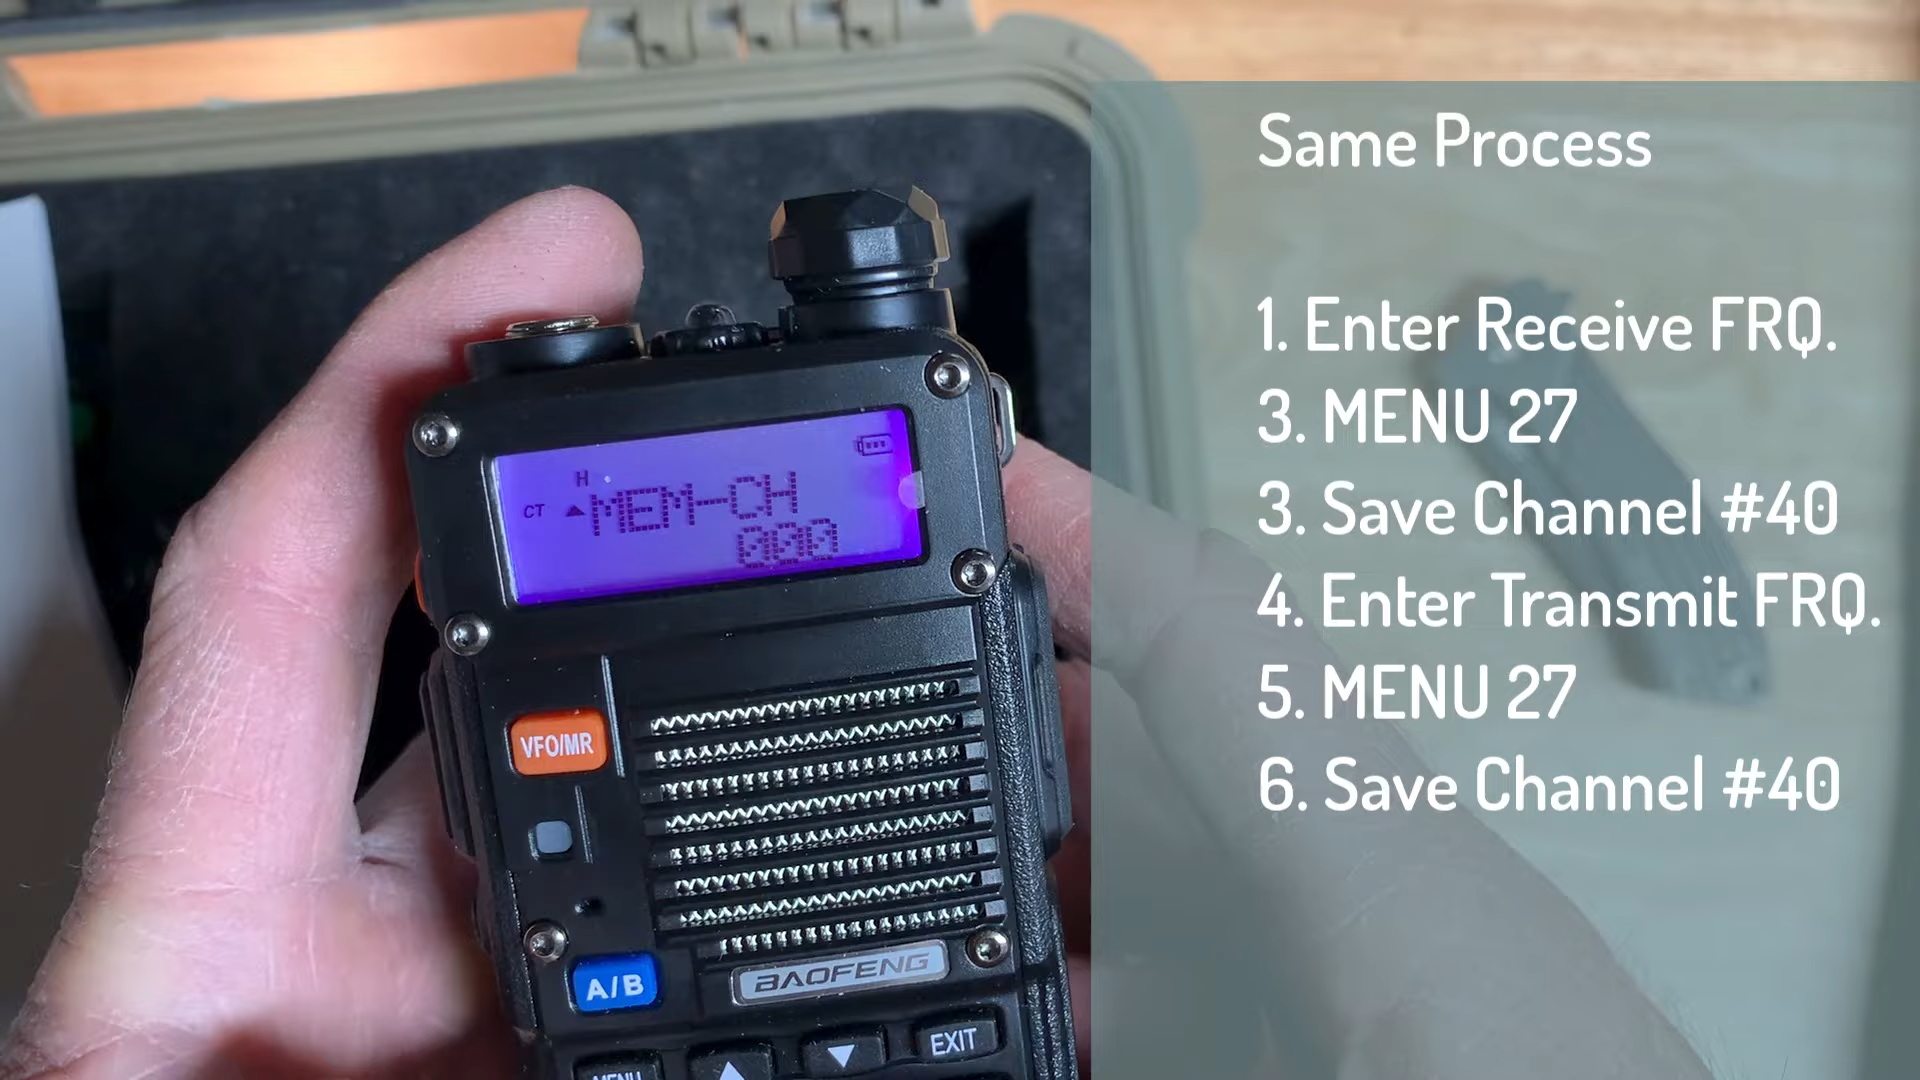 Same Process
1. Enter Receive FRQ.
3. MENU 27
3. Save Channel #40
4. Enter Transmit FRQ.
5. MENU 27
6. Save Channel #40
H
CT
MEM-CH
000
VFO/MR
A/B
BAOFENG
MENU
EXIT